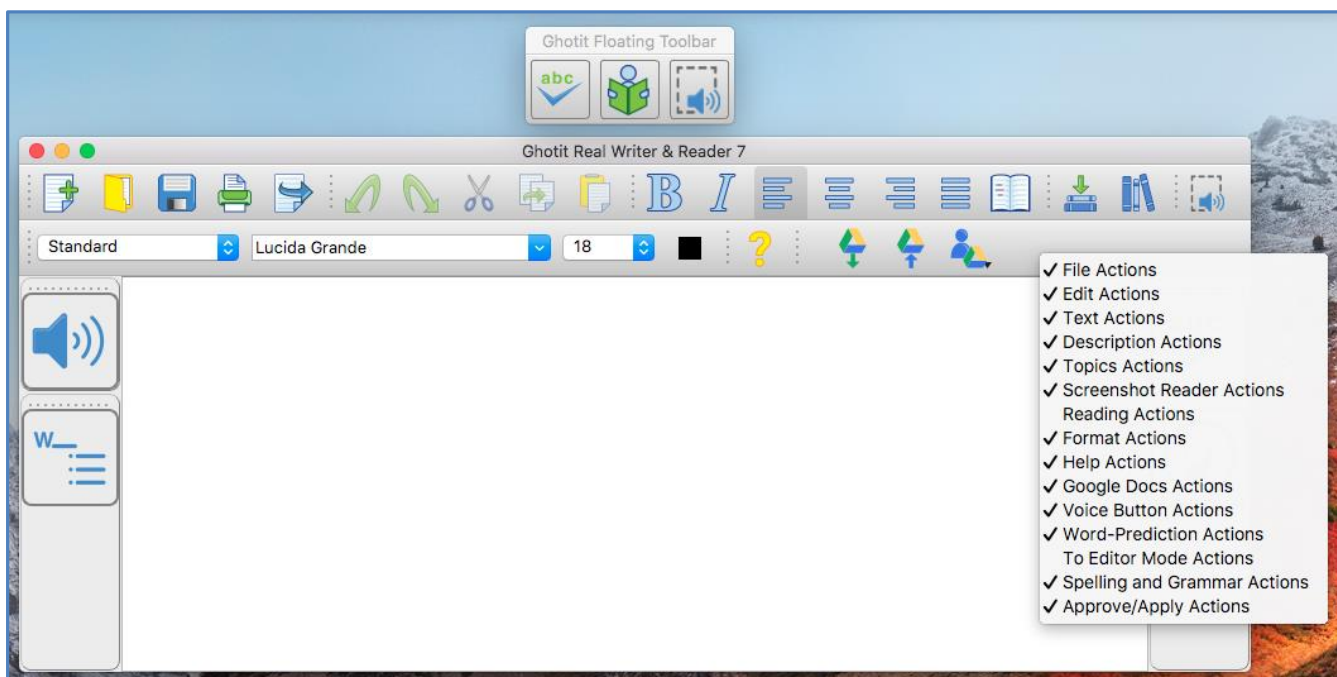 Ghotit Floating Toolbar
abc
Ghotit Real Writer & Reader 7
B I
Standard Lucida Grande 18 ?
W
File Actions
Edit Actions
Text Actions
Description Actions
Topics Actions
Screenshot Reader Actions
Reading Actions
Format Actions
Help Actions
Google Docs Actions
Voice Button Actions
Word-Prediction Actions
To Editor Mode Actions
Spelling and Grammar Actions
Approve/Apply Actions